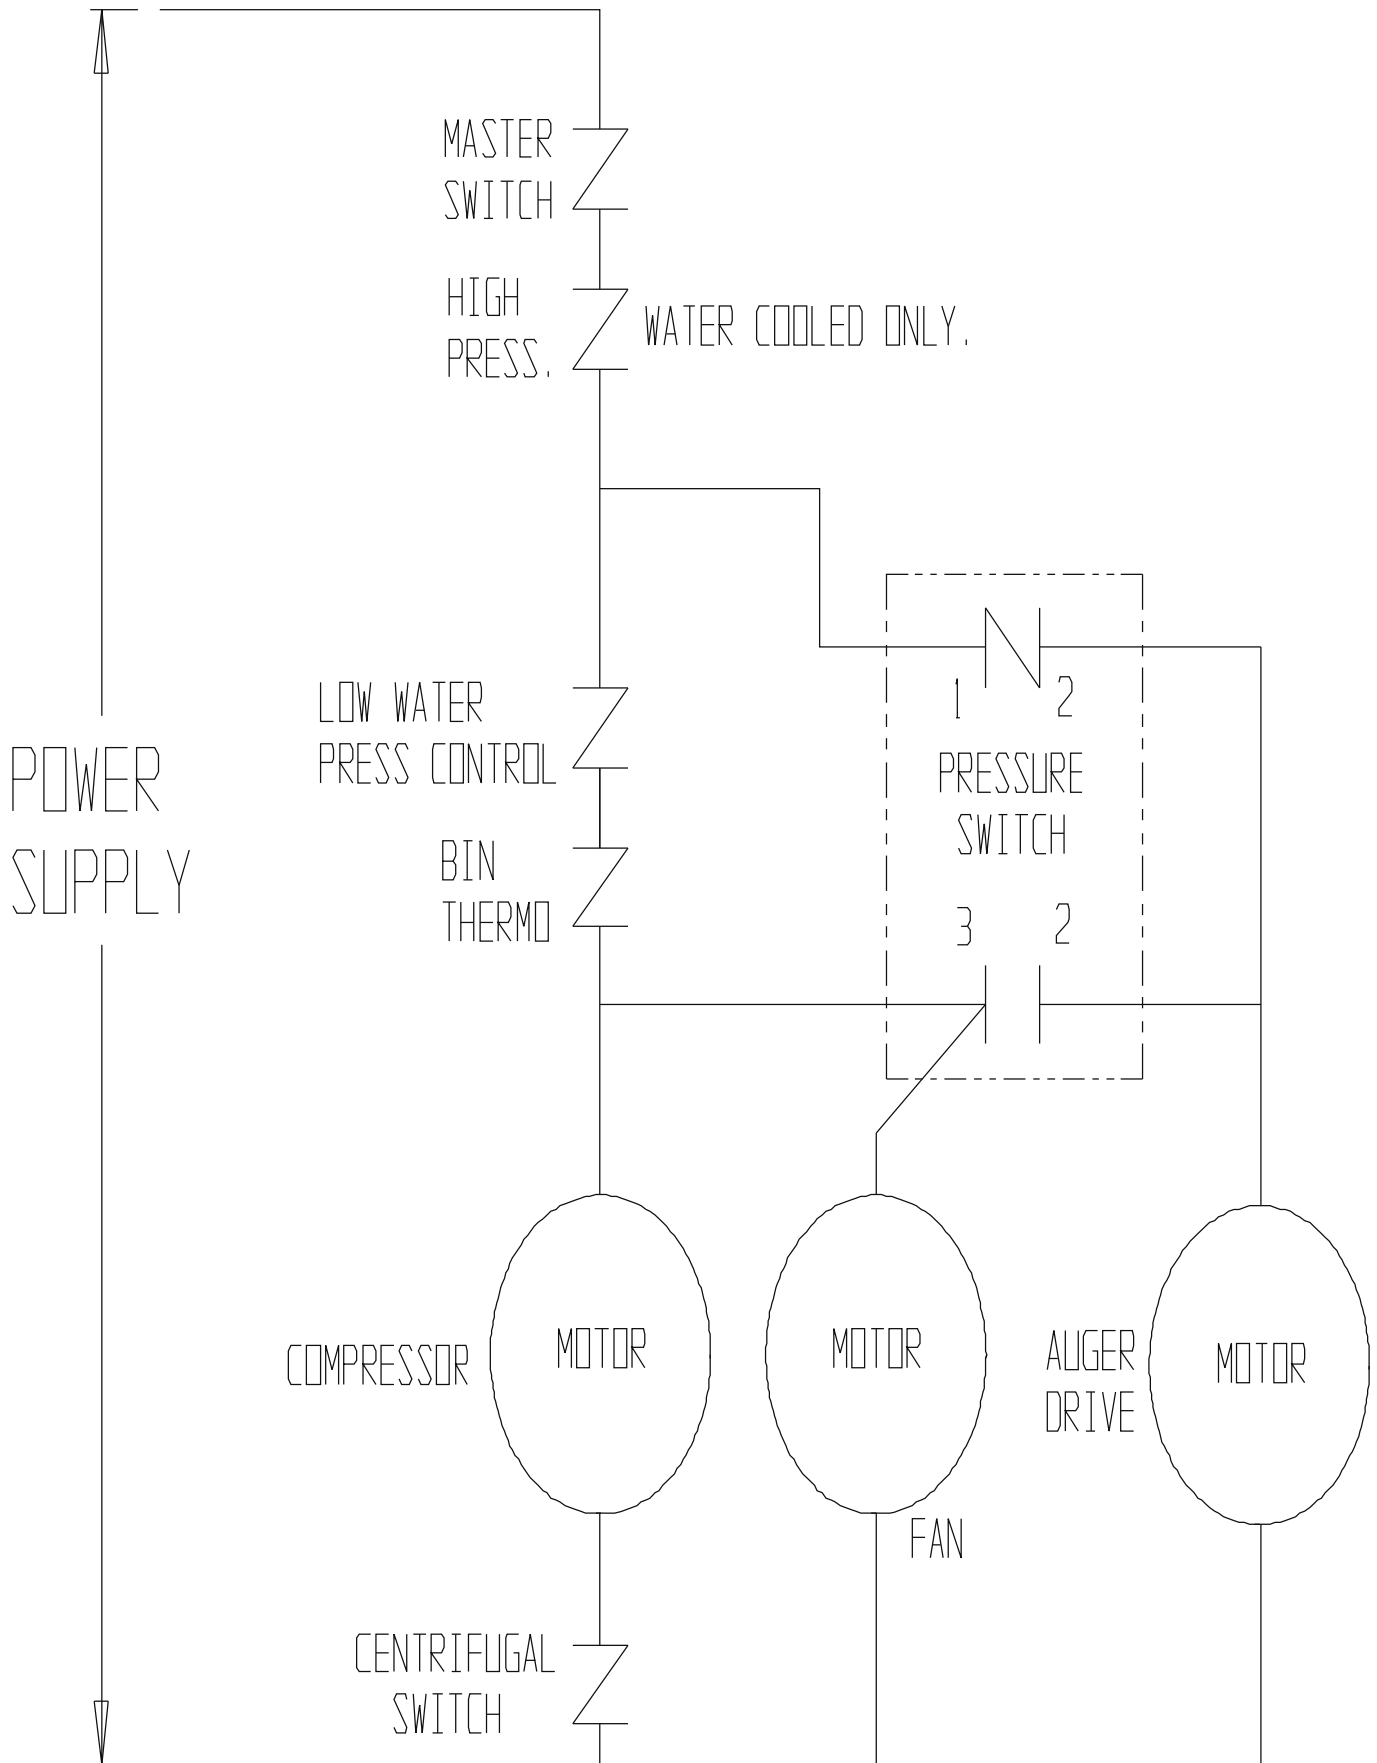 MASTER
SWITCH
HIGH
PRESS.
WATER COOLED ONLY.
LOW WATER
PRESS CONTROL
1 2
PRESSURE
SWITCH
POWER
SUPPLY
BIN
THERMO
3 2
COMPRESSOR
MOTOR
MOTOR
AUGER
DRIVE
MOTOR
FAN
CENTRIFUGAL
SWITCH